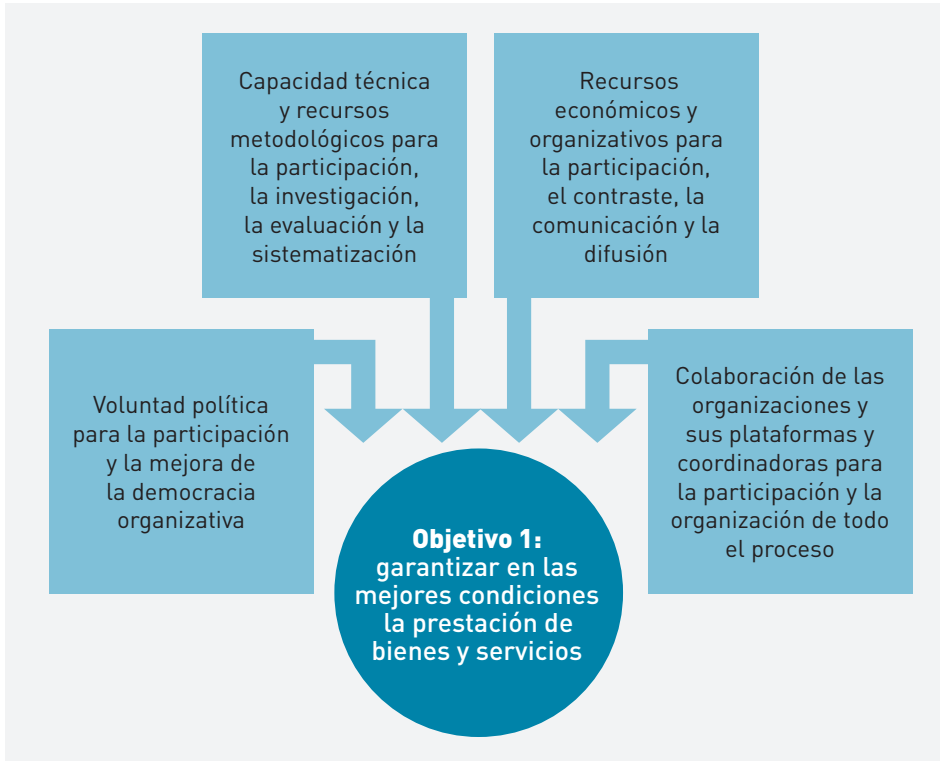 Capacidad técnica
y recursos
metodológicos para
la participación,
la investigación,
la evaluación y la
sistematización
Recursos
económicos y
organizativos para
la participación,
el contraste, la
comunicación y la
difusión
Voluntad política
para la participación
y la mejora de
la democracia
organizativa
Colaboración de las
organizaciones y
sus plataformas y
coordinadoras para
la participación y la
organización de todo
el proceso
Objetivo 1:
garantizar en las
mejores condiciones
la prestación de
bienes y servicios